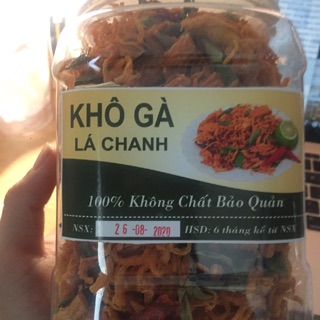 KHÔ GÀ
LÁ CHANH
100% Không Chất Bảo Quản
NSX: 26-08-2020 HSD: 6 tháng kể từ NSX